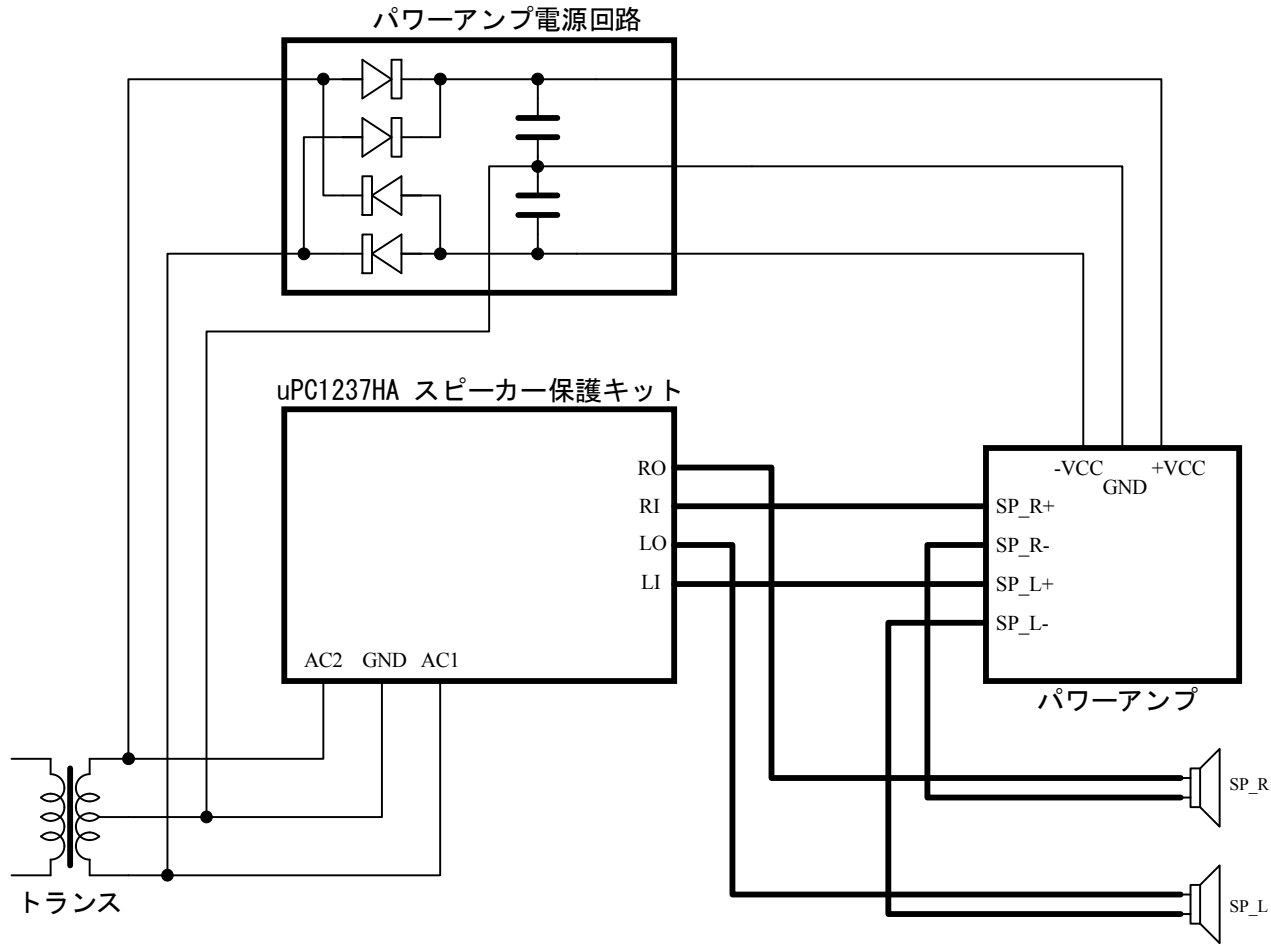 パワーアンプ電源回路
uPC1237HA スピーカー保護キット
RO
RI
LO
LI
AC2 GND AC1
-VCC +VCC
GND
SP_R+
SP_R-
SP_L+
SP_L-
パワーアンプ
SP_R
SP_L
トランス